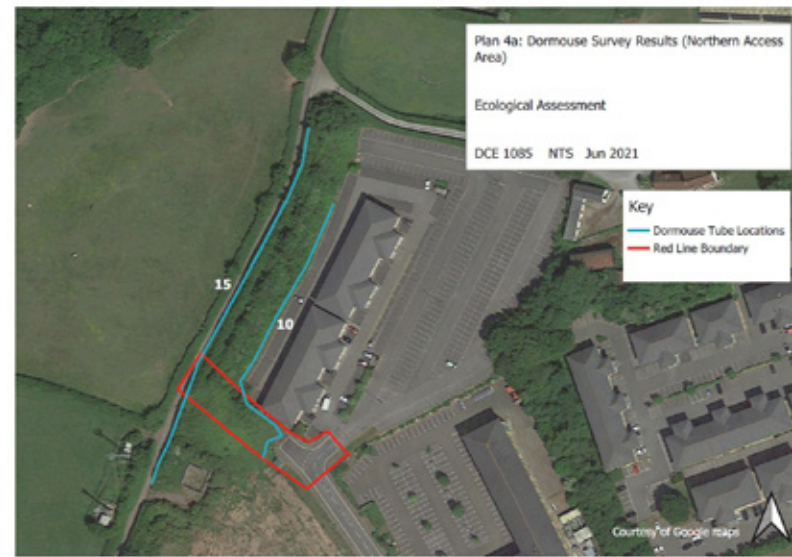 Plan 4a: Dormouse Survey Results (Northern Access
Area)
Ecological Assessment
DCE 1085 NTS Jun 2021
Key
Dormouse Tube Locations
Red Line Boundary
15
10
Courtesy of Google maps